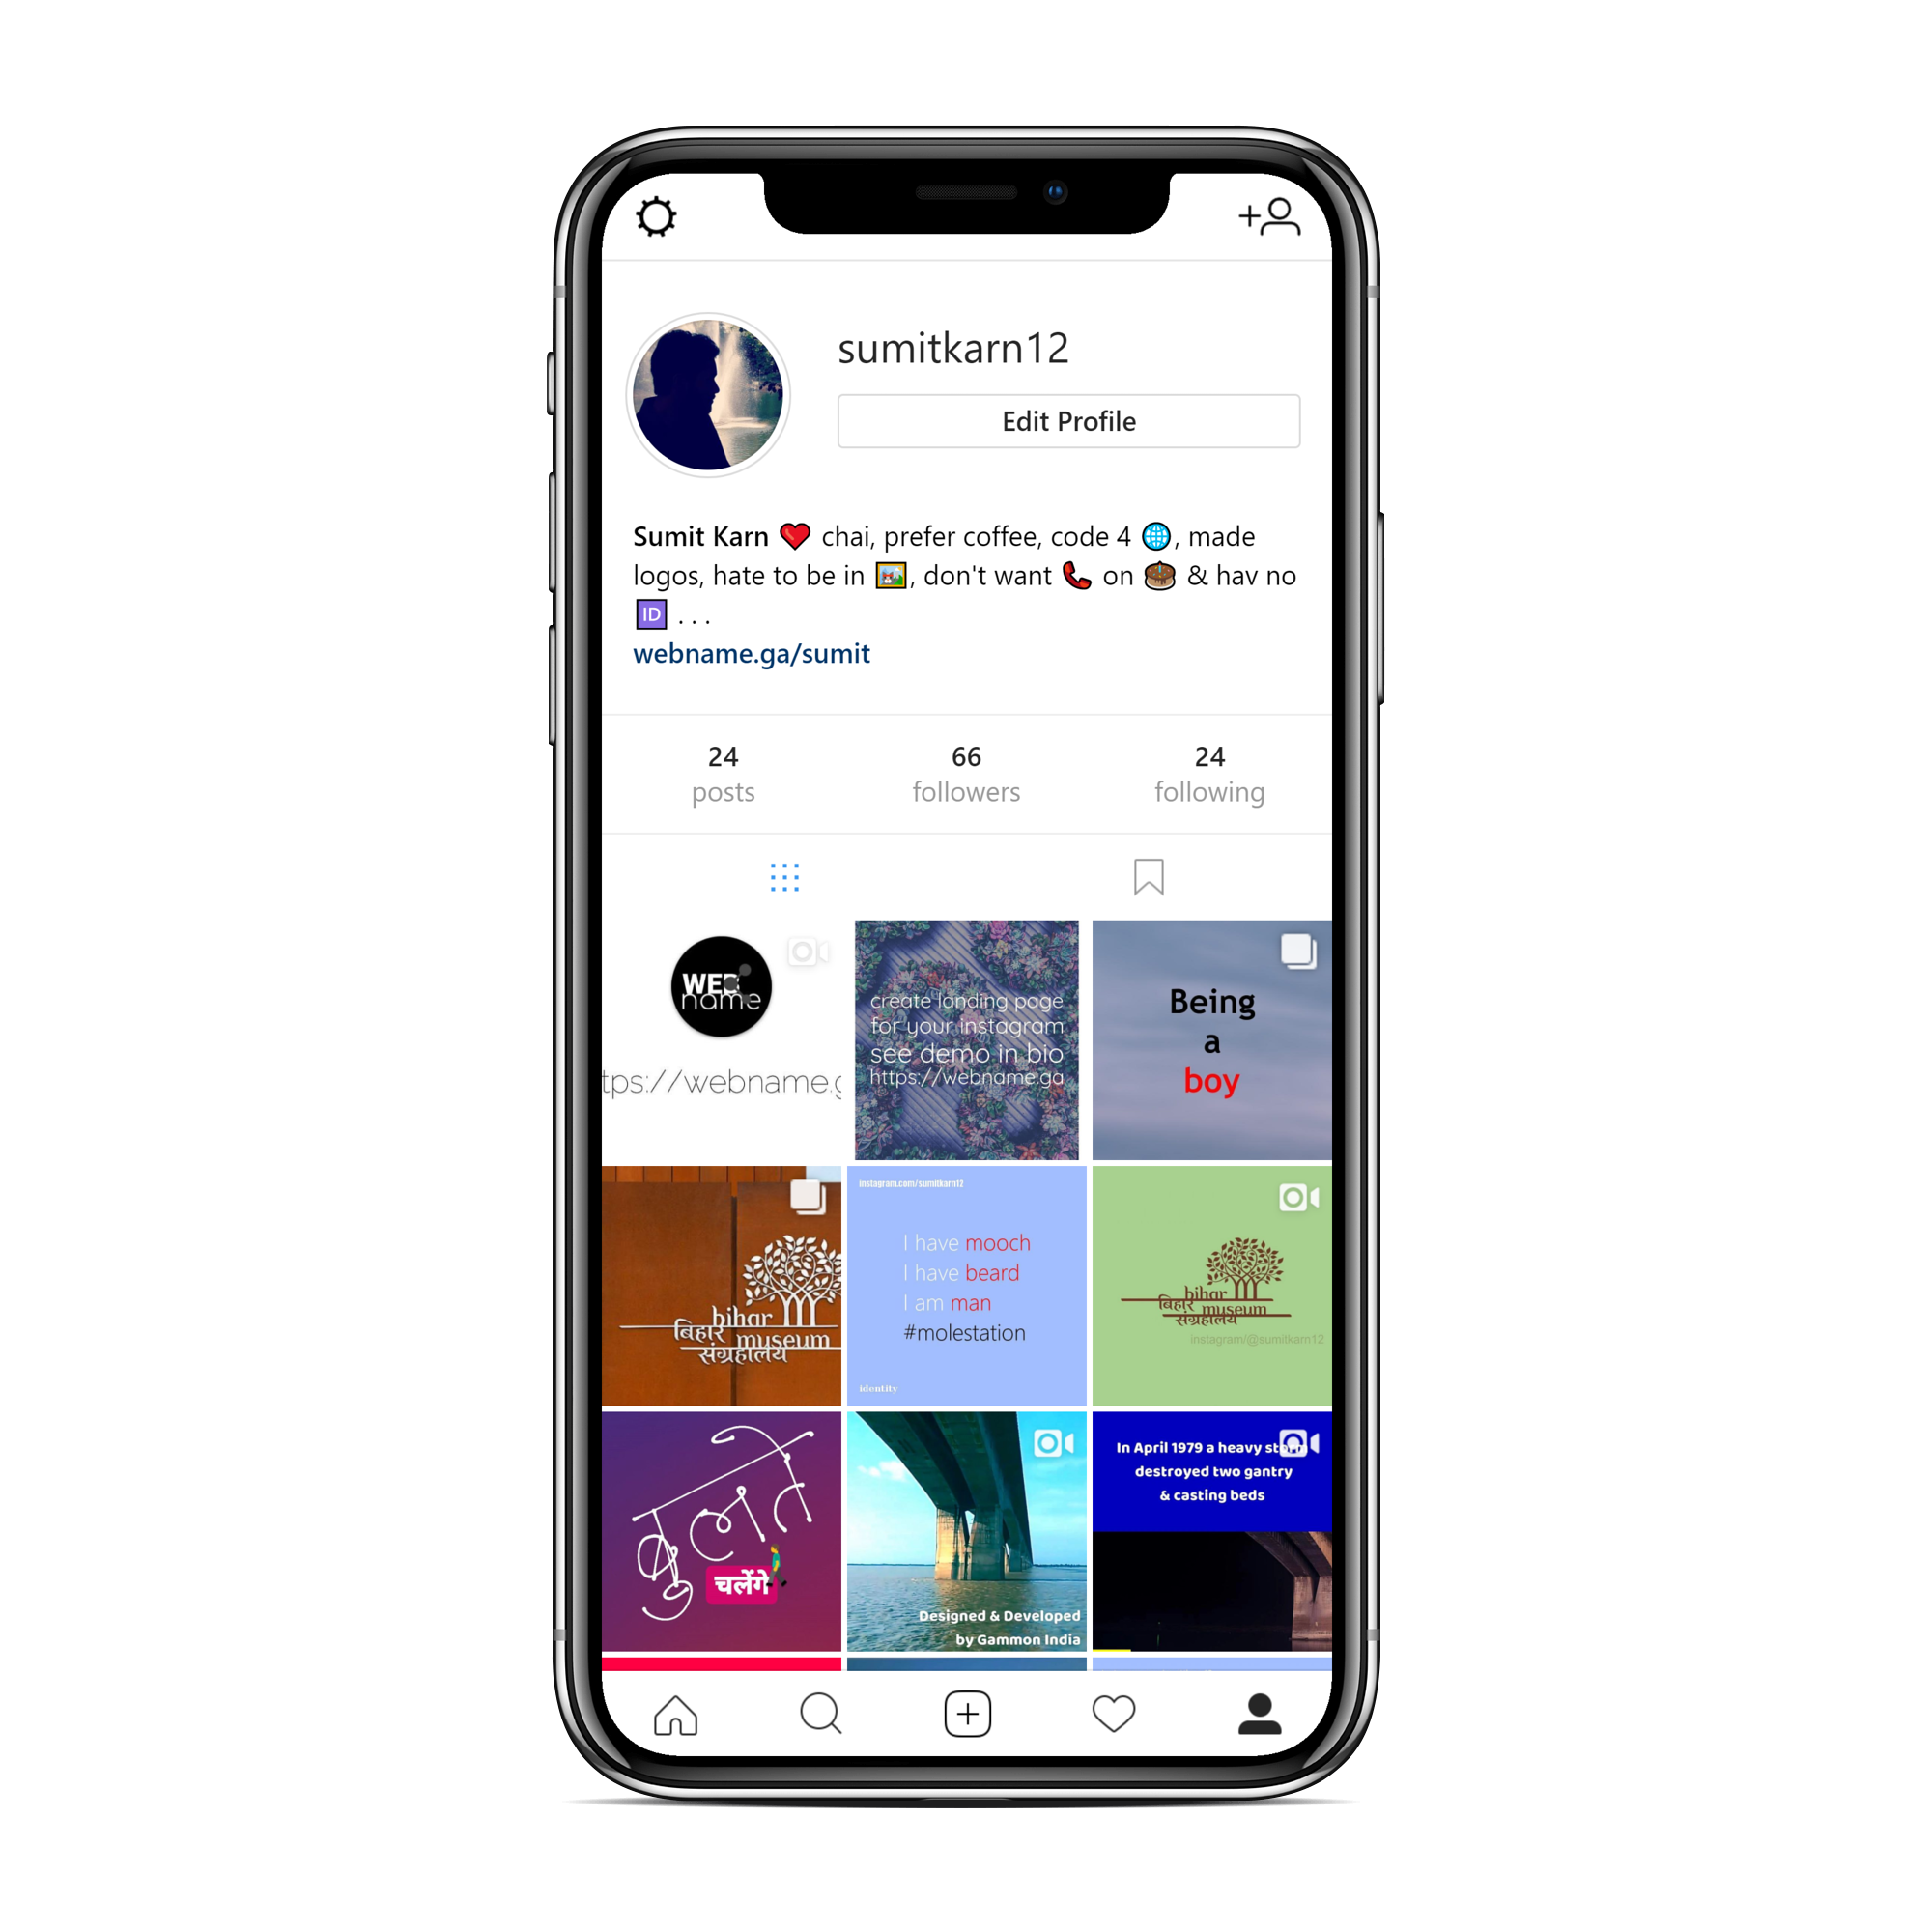 sumitkarn12
Edit Profile
Sumit Karn ❤️ chai, prefer coffee, code 4 🌐, made
logos, hate to be in 🖼️, don't want 📞 on 🎂 & hav no
🆔 . . .
webname.ga/sumit
24
posts
66
followers
24
following
WEB
name
tps://webname.g
create landing page
for your instagram
see demo in bio
https://webname.ga
Being
a
boy
bihar
बिहार museum
संग्रहालय
instagram.com/sumitkarn12
I have mooch
I have beard
I am man
#molestation
identity
bihar
बिहार museum
संग्रहालय
instagram/@sumitkarn12
बुलाते
चलेंगे
Designed & Developed
by Gammon India
In April 1979 a heavy storm
destroyed two gantry
& casting beds